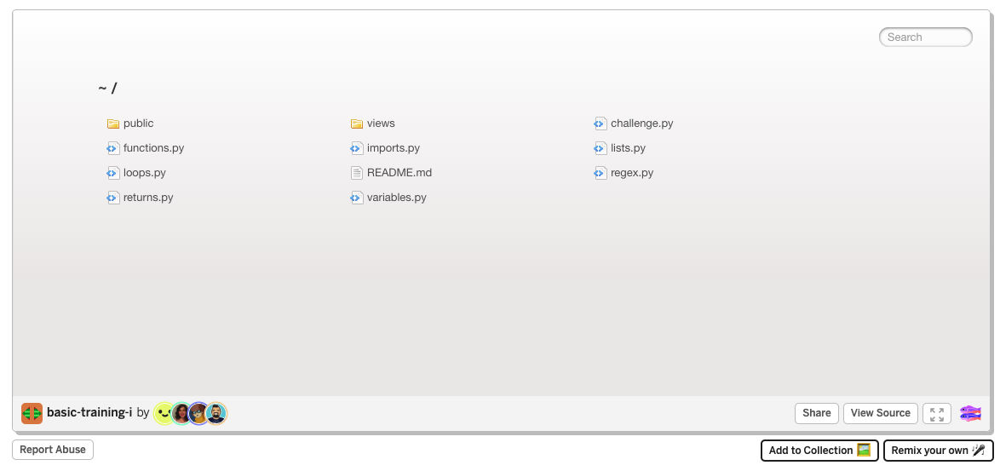 Search
~ /
public views challenge.py
functions.py imports.py lists.py
loops.py README.md regex.py
returns.py variables.py
basic-training-i by Share View Source
Report Abuse Add to Collection Remix your own